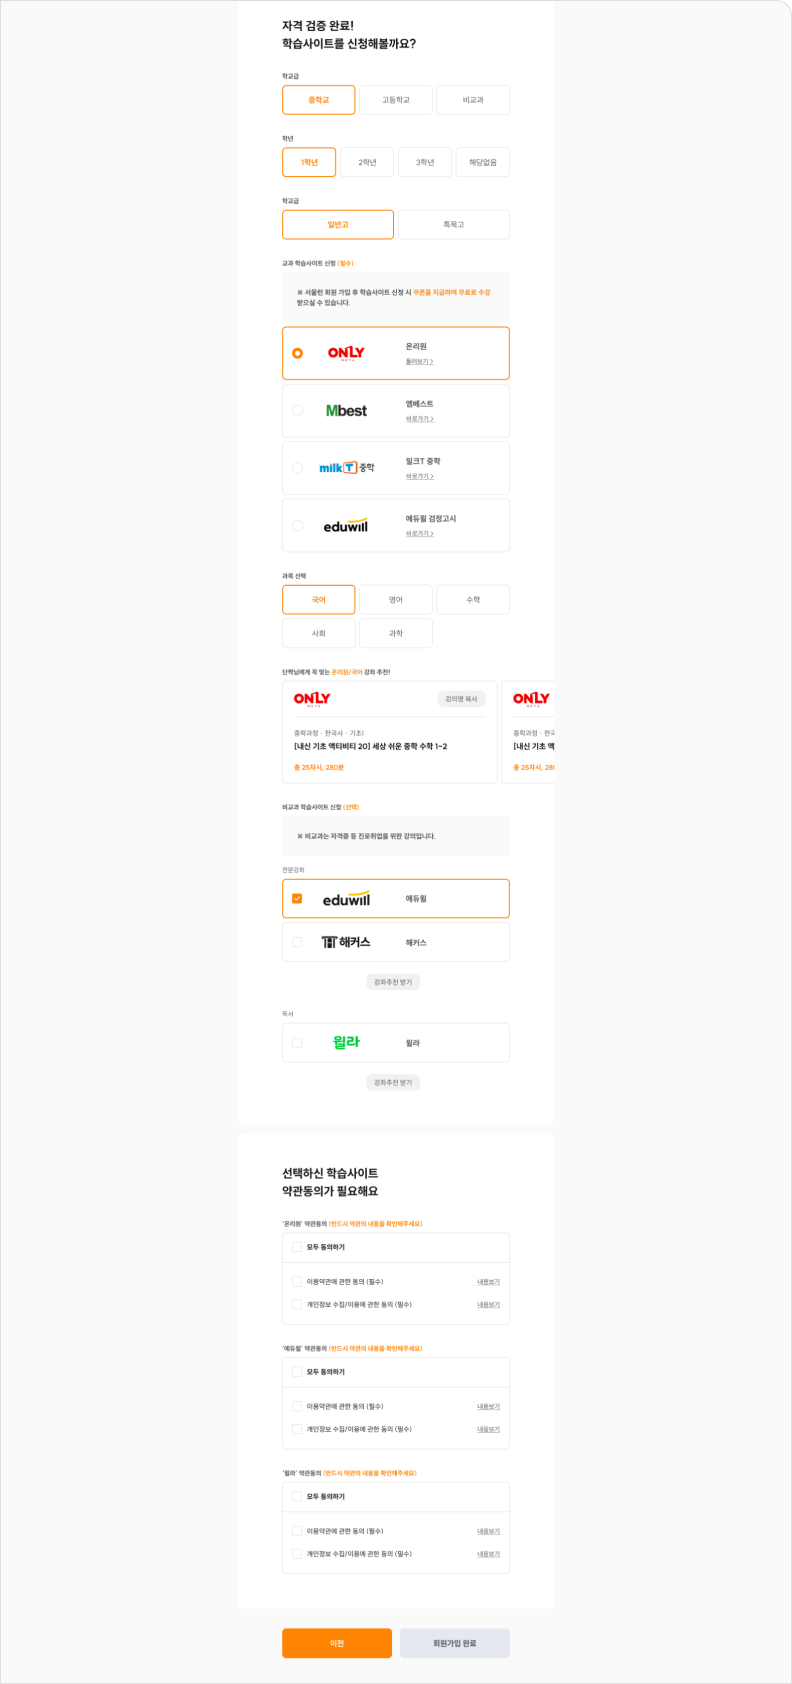 자격 검증 완료!
학습사이트를 신청해볼까요?
학교급
중학교 고등학교 비교과
학년
1학년 2학년 3학년 해당없음
학교급
일반고 특목고
교과 학습사이트 신청 (필수)
※ 서울런 회원 가입 후 학습사이트 신청 시 쿠폰을 지급하여 무료로 수강
받으실 수 있습니다.
ONLY 온리원
둘러보기 >
Mbest 엠베스트
바로가기 >
milk T 중학 밀크T 중학
바로가기 >
eduwill 에듀윌 검정고시
바로가기 >
과목 선택
국어 영어 수학
사회 과학
단백님에게 꼭 맞는 온리원/국어 강좌 추천!
ONLY 강의명 복사 ONLY
중학과정 · 한국사 · 기초! 중학과정 · 한국
[내신 기초 액티비티 20] 세상 쉬운 중학 수학 1-2 [내신 기초 액
총 25차시, 280분 총 25차시, 280
비교과 학습사이트 신청 (선택)
※ 비교과는 자격증 등 진로취업을 위한 강의입니다.
전문강좌
eduwill 에듀윌
해커스 해커스
강좌추천 받기
독서
윌라 윌라
강좌추천 받기
선택하신 학습사이트
약관동의가 필요해요
'온리원' 약관동의 (반드시 약관의 내용을 확인해주세요)
모두 동의하기
이용약관에 관한 동의 (필수) 내용보기
개인정보 수집/이용에 관한 동의 (필수) 내용보기
'에듀윌' 약관동의 (반드시 약관의 내용을 확인해주세요)
모두 동의하기
이용약관에 관한 동의 (필수) 내용보기
개인정보 수집/이용에 관한 동의 (필수) 내용보기
'윌라' 약관동의 (반드시 약관의 내용을 확인해주세요)
모두 동의하기
이용약관에 관한 동의 (필수) 내용보기
개인정보 수집/이용에 관한 동의 (필수) 내용보기
이전 회원가입 완료